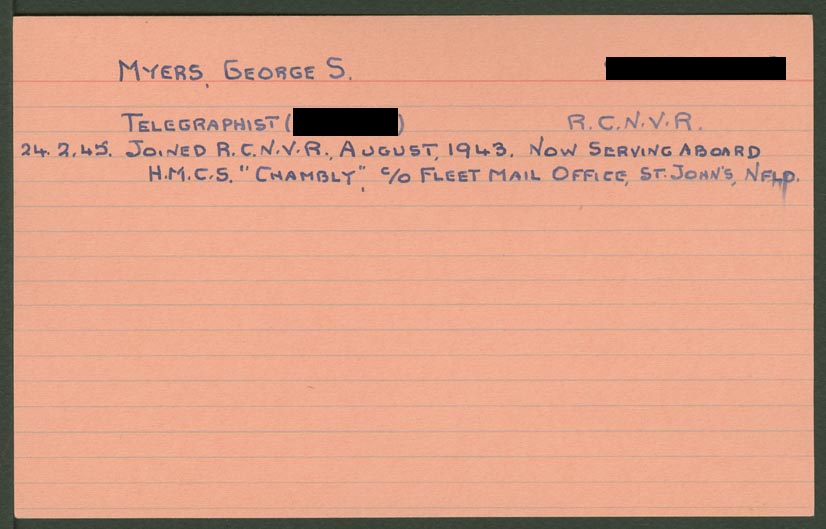 MYERS, GEORGE S.
TELEGRAPHIST ( ) R.C.N.V.R.
24.2.45. JOINED R.C.N.V.R., AUGUST, 1943. NOW SERVING ABOARD
H.M.C.S. "CHAMBLY", c/o FLEET MAIL OFFICE, ST. JOHN'S, NFLD.